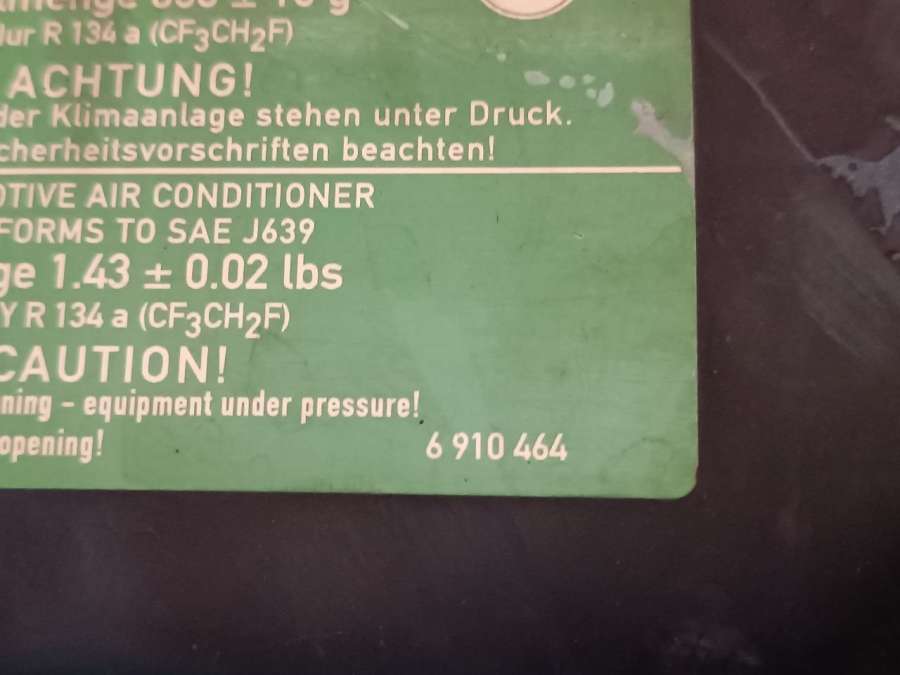 ± 10 g
R 134 a (CF3CH2F)
ACHTUNG!
der Klimaanlage stehen unter Druck.
cherheitsvorschriften beachten!
OTIVE AIR CONDITIONER
FORMS TO SAE J639
ge 1.43 ± 0.02 lbs
Y R 134 a (CF3CH2F)
CAUTION!
ning – equipment under pressure!
opening!
6 910 464